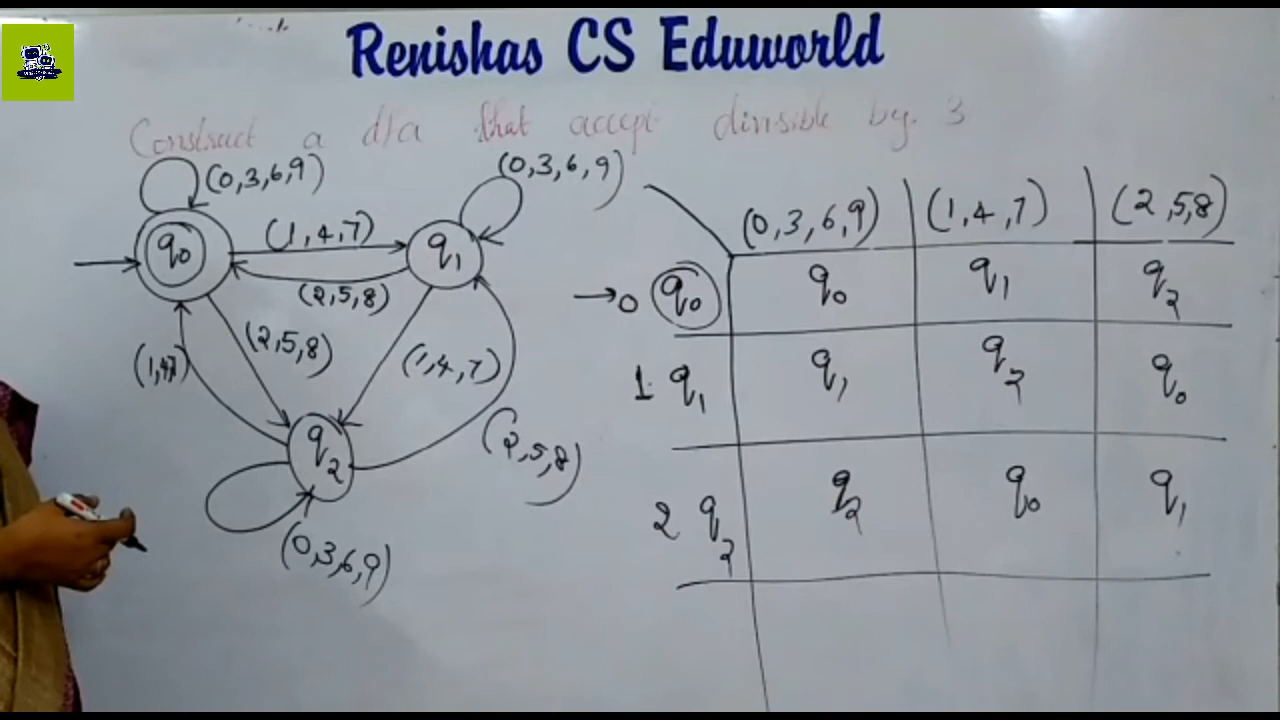 Renishas CS Eduworld
Construct a dfa that accept divisible by. 3
(0,3,6,9)
(0,3,6,9)
(1,4,7)
q0
q1
(2,5,8)
(1,47)
(2,5,8)
(1,4,7)
q2
(2,5,8)
(0,3,6,9)
(0,3,6,9) (1,4,7) (2,5,8)
→0 q0 q0 q1 q2
1. q1 q1 q2 q0
2 q2 q2 q0 q1